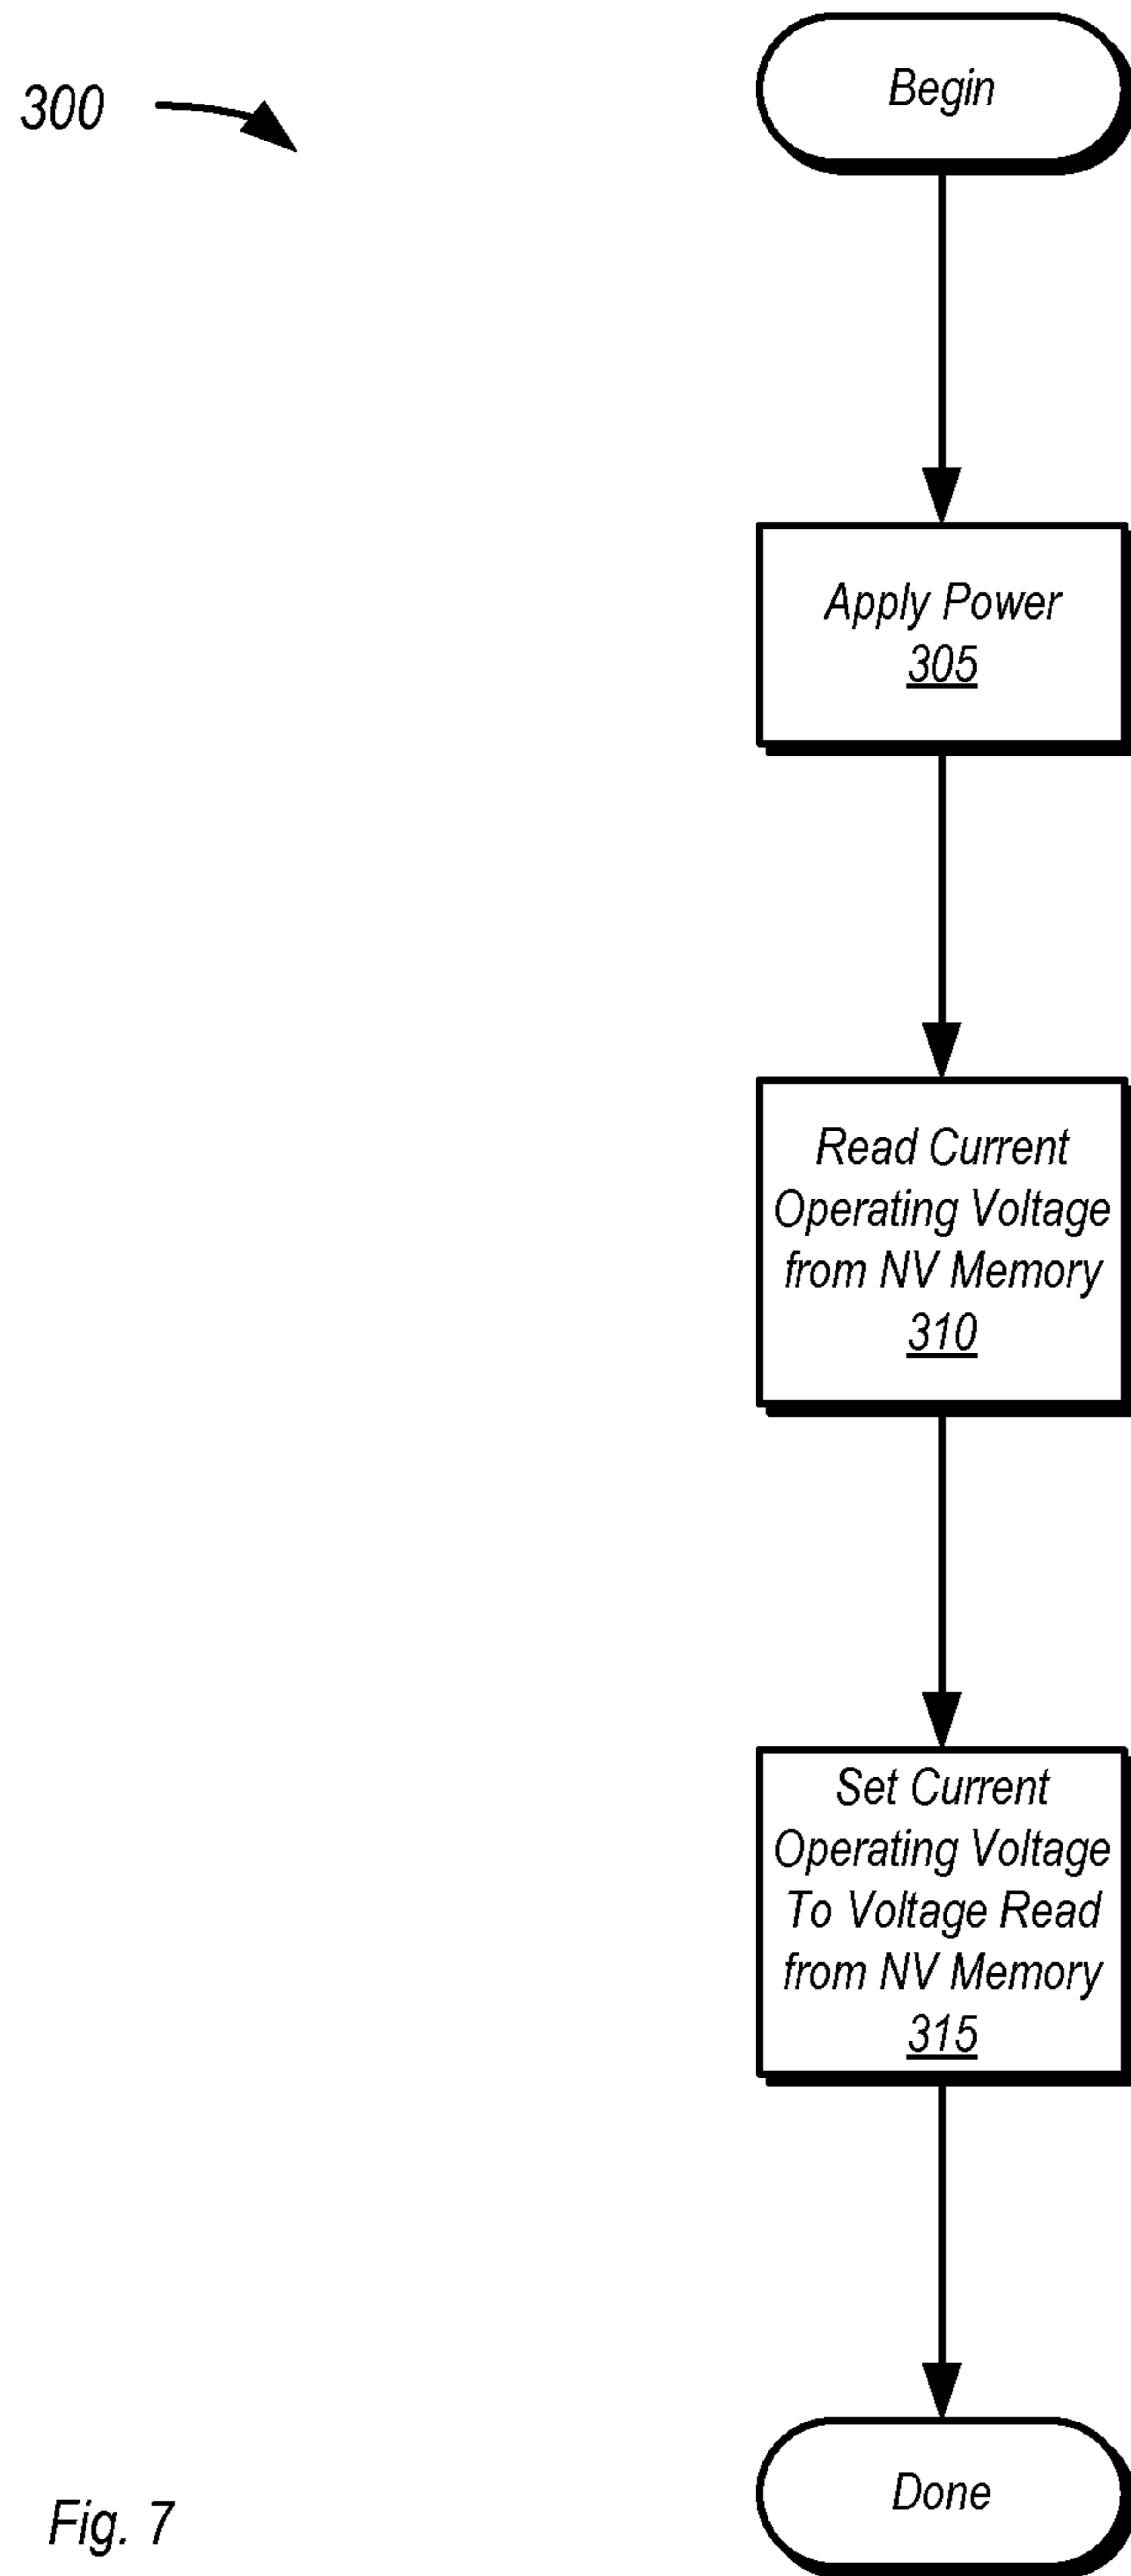 300
Begin
Apply Power
305
Read Current
Operating Voltage
from NV Memory
310
Set Current
Operating Voltage
To Voltage Read
from NV Memory
315
Done
Fig. 7